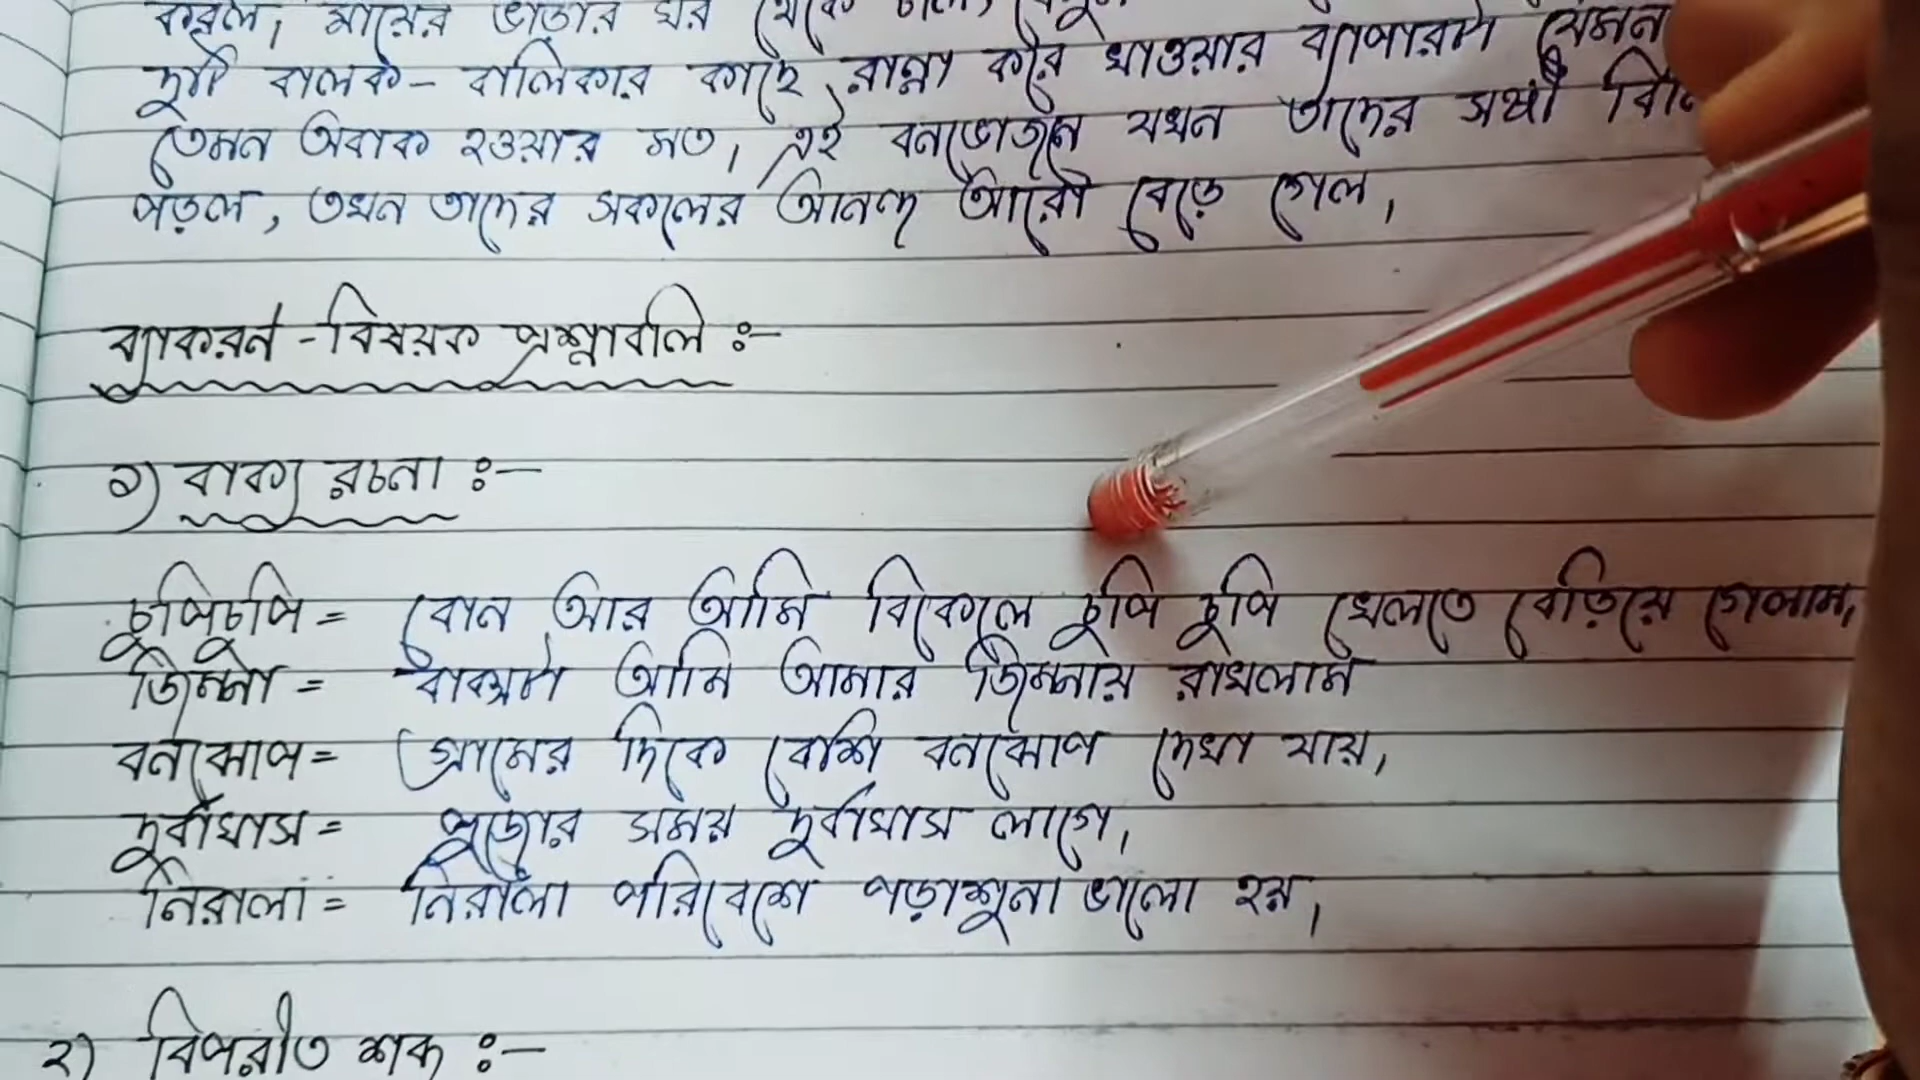 করল, মায়ের ভাড়ার ঘর থেকে চাল,
দুটি বালক - বালিকার কাছে রান্না করে খাওয়ার ব্যাপারটা যেমন
তেমন অবাক হওয়ার মত, এই বনভোজনে যখন তাদের সঙ্গী
পড়ল, তখন তাদের সকলের আনন্দ আরো বেড়ে গেল,
ব্যাকরন - বিষয়ক প্রশ্নাবলি :-
১) বাক্য রচনা :-
চুপিচুপি = বোন আর আমি বিকেলে চুপি চুপি খেলতে বেড়িয়ে গেলাম,
জিম্মা = বাক্সটা আমি আমার জিম্মায় রাখলাম
বনঝোপ = গ্রামের দিকে বেশি বনঝোপ দেখা যায়,
দুর্বাঘাস = পুজোর সময় দুর্বাঘাস লাগে,
নিরালা = নিরালা পরিবেশে পড়াশুনা ভালো হয়,
২) বিপরীত শব্দ :-